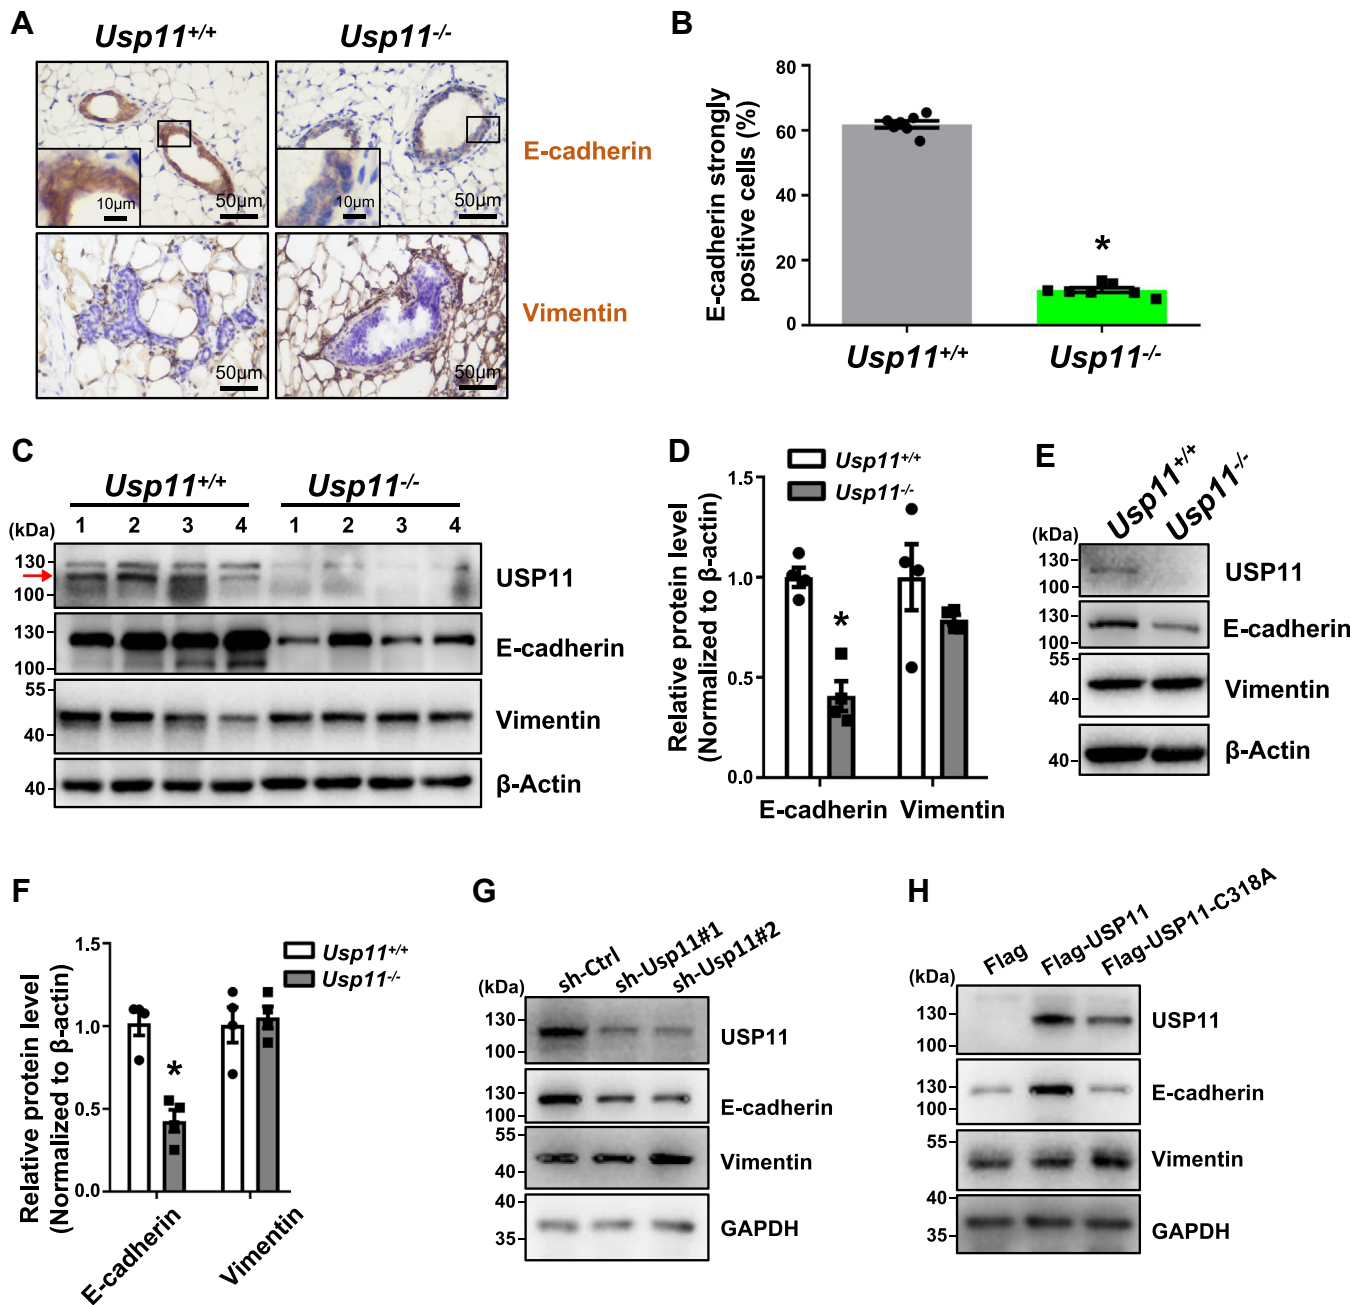 A
Usp11+/+
Usp11-/-
10μm
50μm
10μm
50μm
E-cadherin
50μm
50μm
Vimentin
B
E-cadherin strongly
positive cells (%)
80
60
40
20
0
*
Usp11+/+
Usp11-/-
C
Usp11+/+
Usp11-/-
(kDa)
1 2 3 4 1 2 3 4
130
100
USP11
130
100
E-cadherin
55
40
Vimentin
40
β-Actin
D
Relative protein level
(Normalized to β-actin)
1.5
1.0
0.5
0.0
Usp11+/+
Usp11-/-
*
E-cadherin
Vimentin
E
Usp11+/+
Usp11-/-
(kDa)
130
100
USP11
130
100
E-cadherin
55
40
Vimentin
40
β-Actin
F
Relative protein level
(Normalized to β-actin)
1.5
1.0
0.5
0.0
Usp11+/+
Usp11-/-
*
E-cadherin
Vimentin
G
sh-Ctrl
sh-Usp11#1
sh-Usp11#2
(kDa)
130
100
USP11
130
100
E-cadherin
55
40
Vimentin
40
35
GAPDH
H
Flag
Flag-USP11
Flag-USP11-C318A
(kDa)
130
100
USP11
130
100
E-cadherin
55
40
Vimentin
40
35
GAPDH